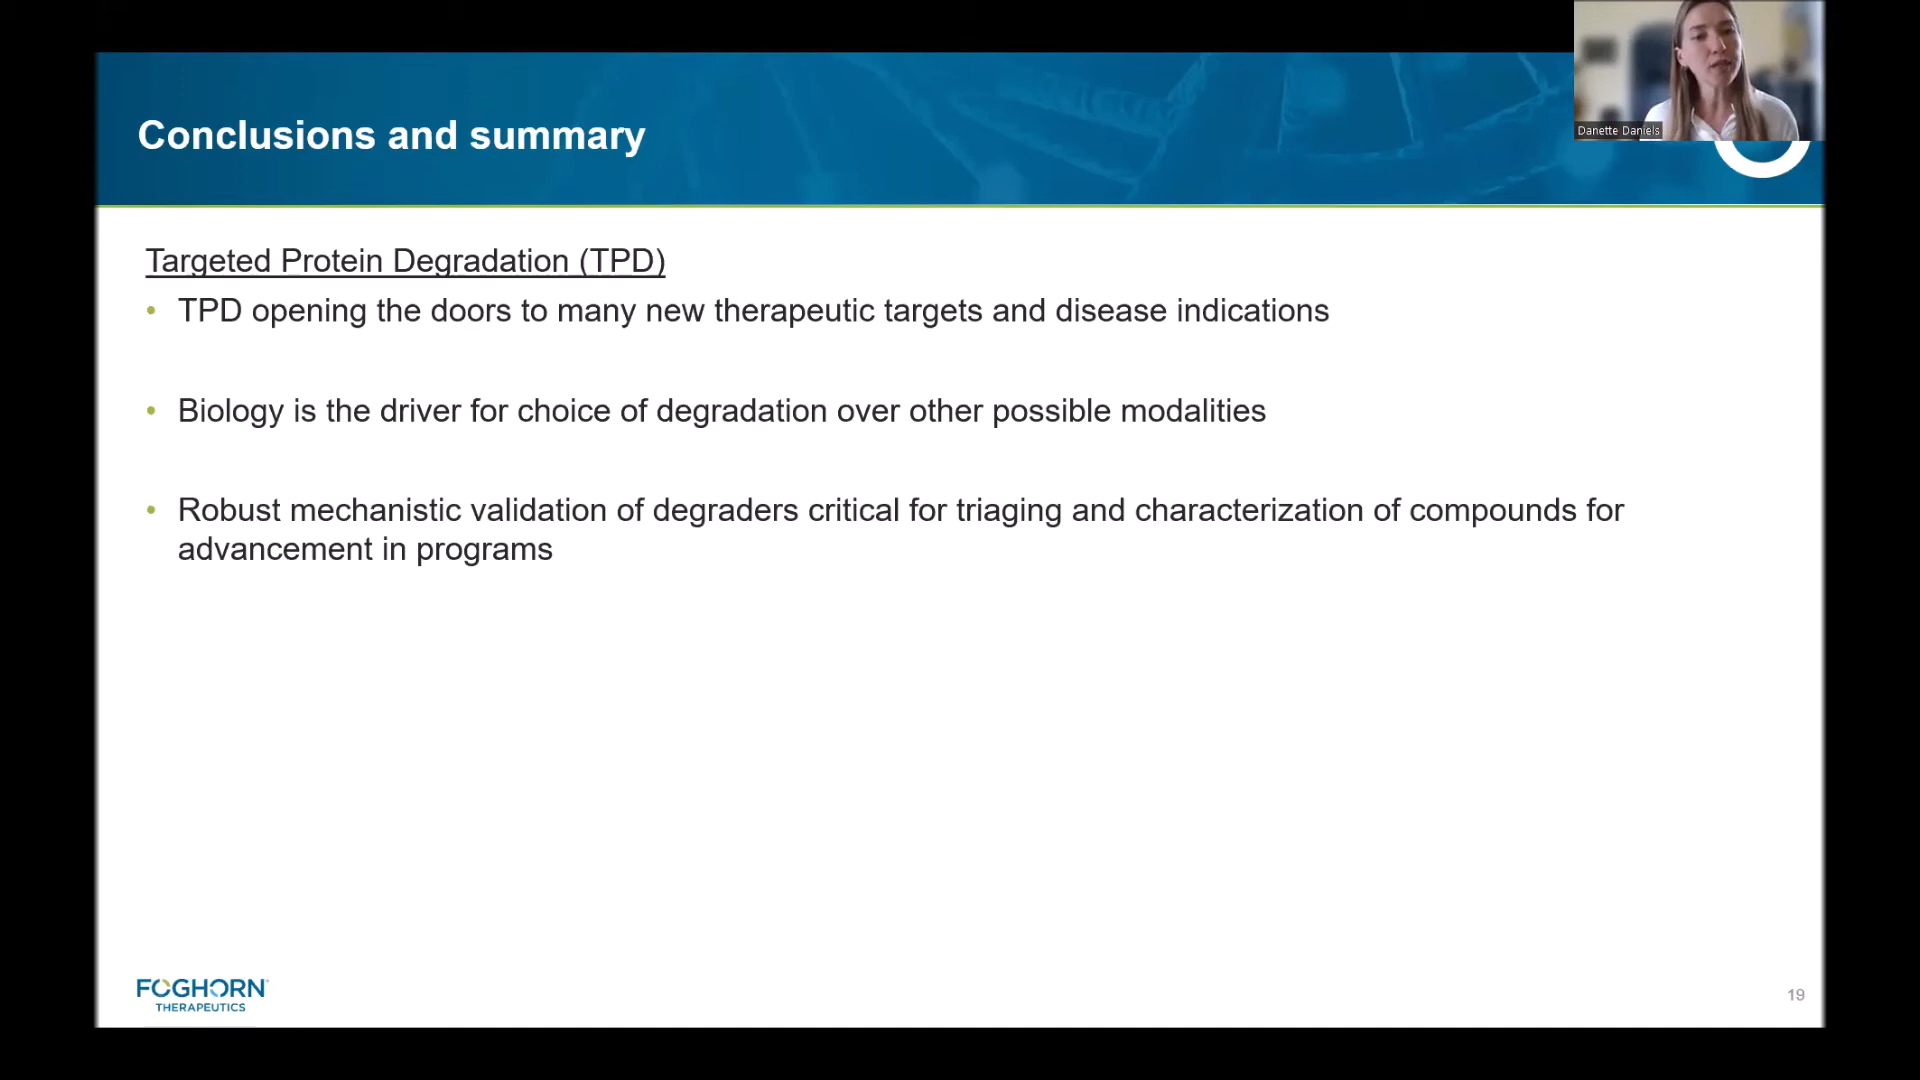 Conclusions and summary
Danette Daniels
Targeted Protein Degradation (TPD)
• TPD opening the doors to many new therapeutic targets and disease indications
• Biology is the driver for choice of degradation over other possible modalities
• Robust mechanistic validation of degraders critical for triaging and characterization of compounds for
advancement in programs
FOGHORN
THERAPEUTICS
19